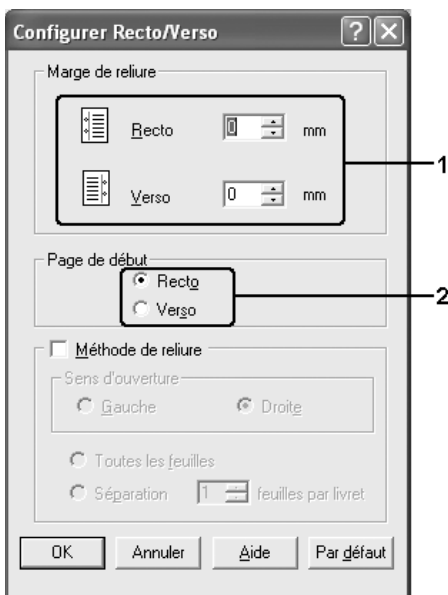 Configurer Recto/Verso
Marge de reliure
Recto 0 mm
1
Verso 0 mm
Page de début
Recto
2
Verso
Méthode de reliure
Sens d'ouverture
Gauche Droite
Toutes les feuilles
Séparation 1 feuilles par livret
OK Annuler Aide Par défaut